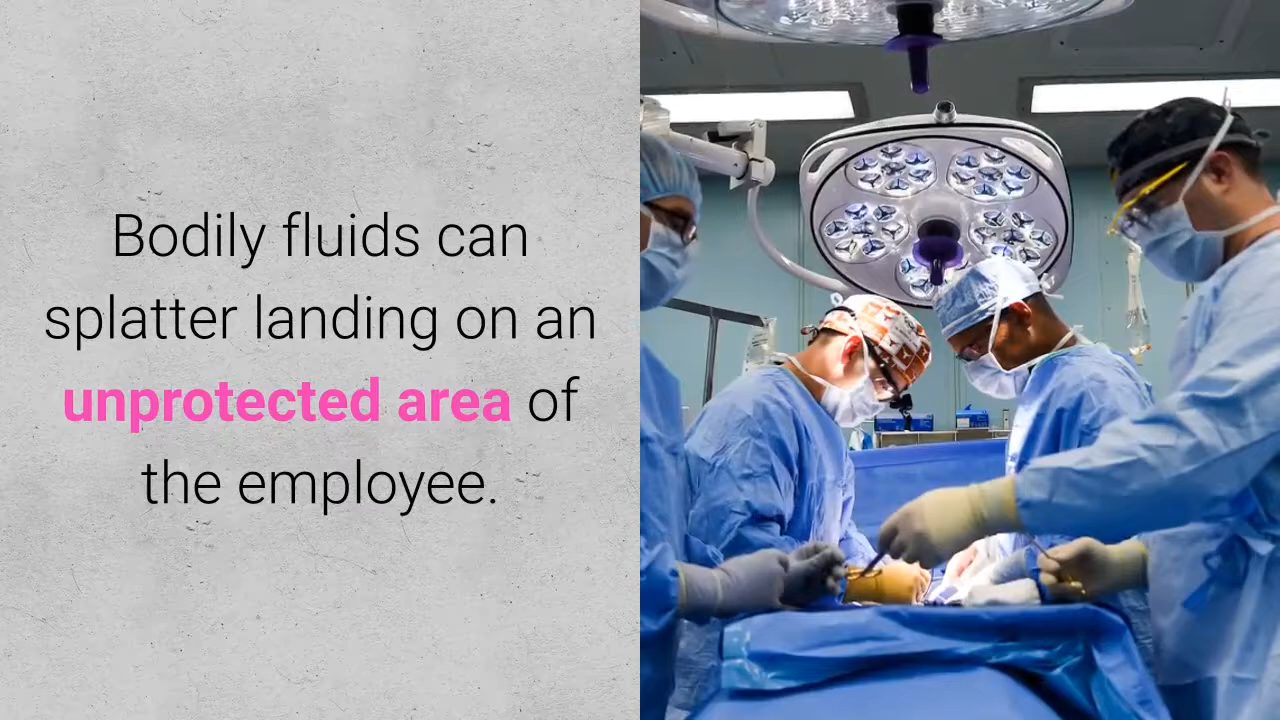 Bodily fluids can
splatter landing on an
unprotected area of
the employee.